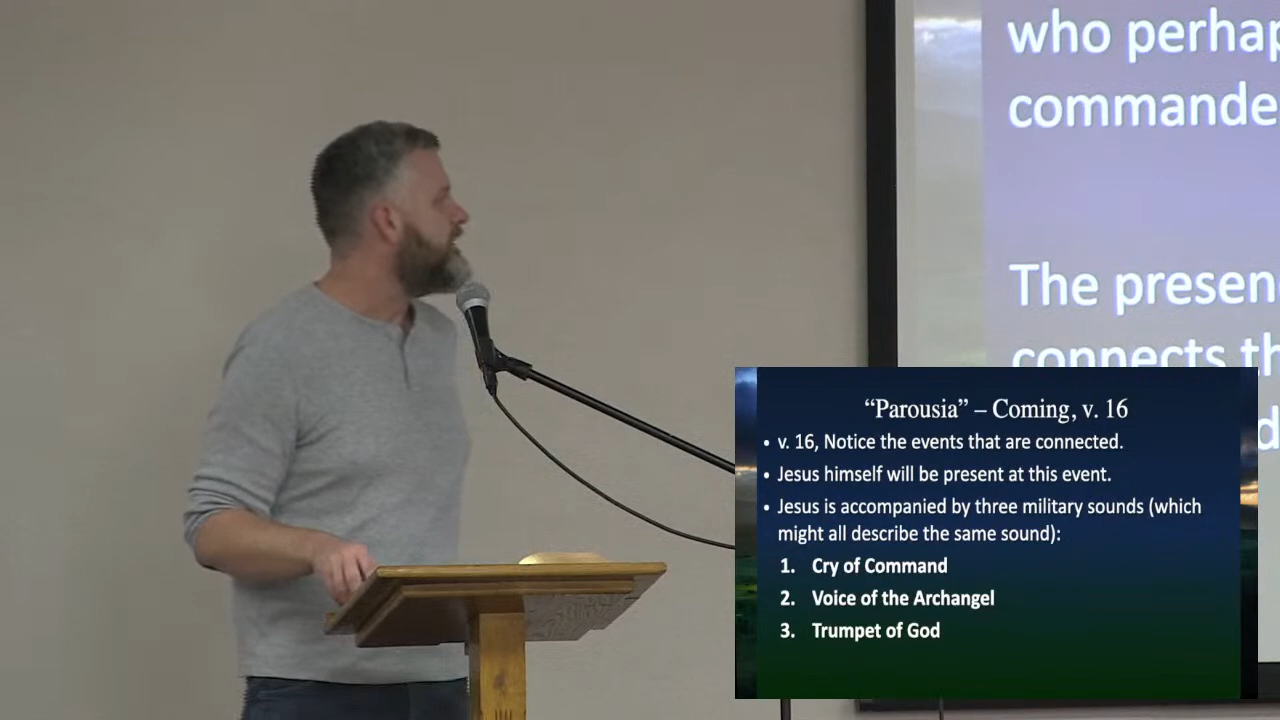 who perhap
commande
The presen
connects th
"Parousia" – Coming, v. 16
• v. 16, Notice the events that are connected.
• Jesus himself will be present at this event.
• Jesus is accompanied by three military sounds (which
might all describe the same sound):
1. Cry of Command
2. Voice of the Archangel
3. Trumpet of God